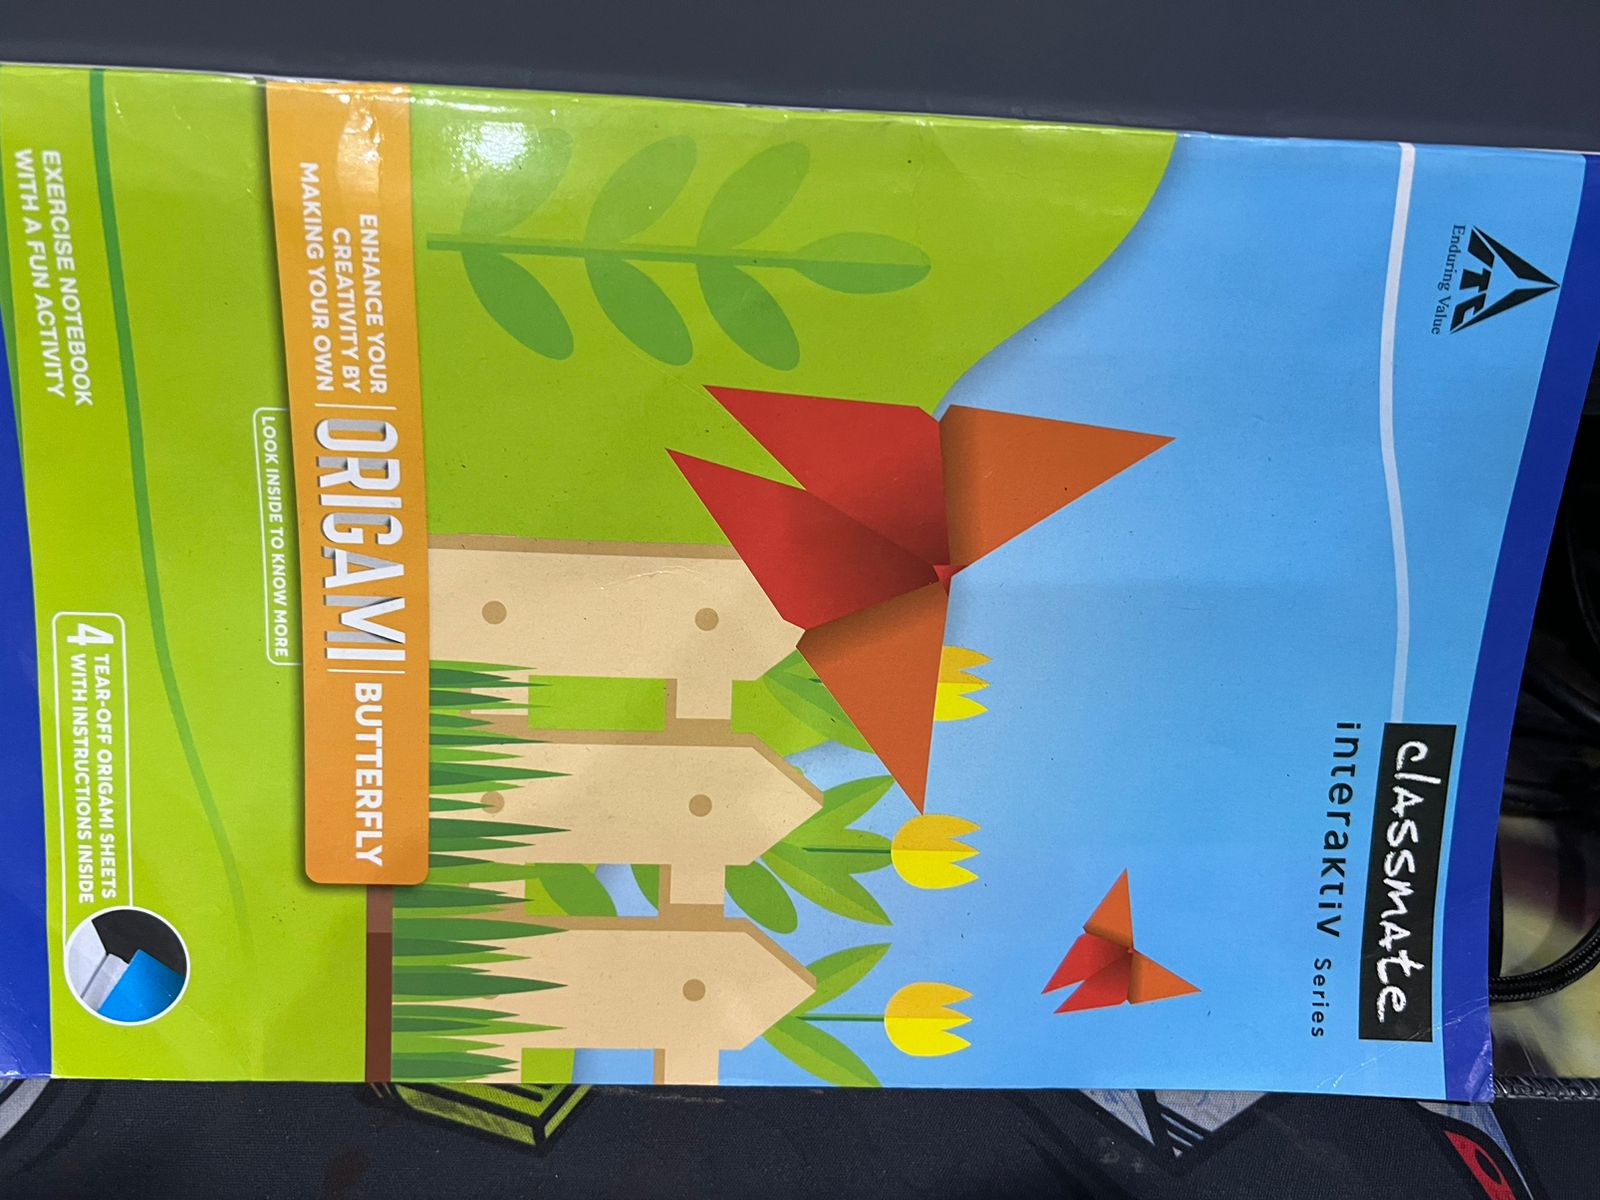 ITC
Enduring Value
classmate
interaktiv series
ENHANCE YOUR
CREATIVITY BY
MAKING YOUR OWN
ORIGAMI
BUTTERFLY
LOOK INSIDE TO KNOW MORE
EXERCISE NOTEBOOK
WITH A FUN ACTIVITY
4 TEAR-OFF ORIGAMI SHEETS
WITH INSTRUCTIONS INSIDE